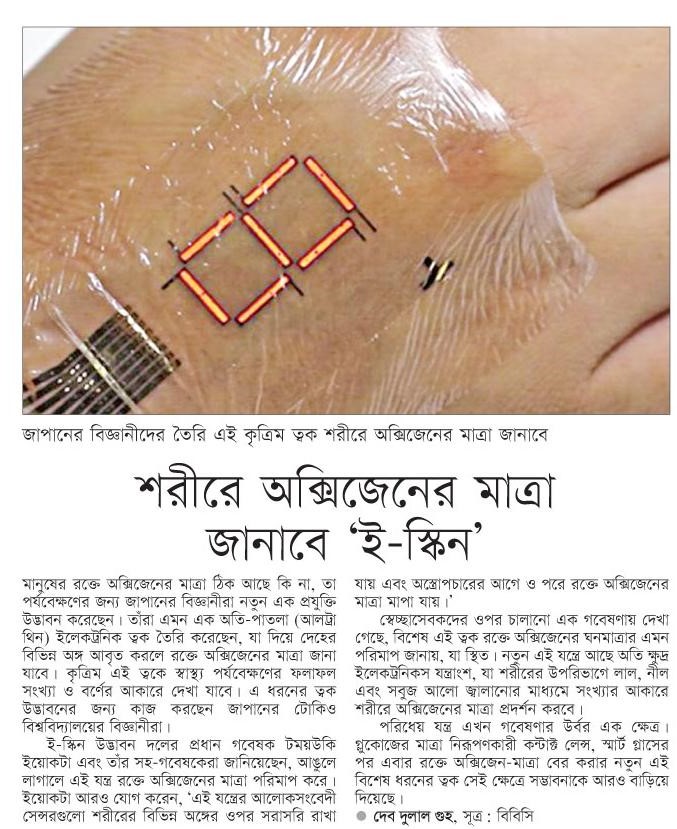 জাপানের বিজ্ঞানীদের তৈরি এই কৃত্রিম ত্বক শরীরে অক্সিজেনের মাত্রা জানাবে
শরীরে অক্সিজেনের মাত্রা
জানাবে ‘ই-স্কিন’
মানুষের রক্তে অক্সিজেনের মাত্রা ঠিক আছে কি না, তা
পর্যবেক্ষণের জন্য জাপানের বিজ্ঞানীরা নতুন এক প্রযুক্তি
উদ্ভাবন করেছেন। তাঁরা এমন এক অতি-পাতলা (আলট্রা
থিন) ইলেকট্রনিক ত্বক তৈরি করেছেন, যা দিয়ে দেহের
বিভিন্ন অঙ্গ আবৃত করলে রক্তে অক্সিজেনের মাত্রা জানা
যাবে। কৃত্রিম এই ত্বকে স্বাস্থ্য পর্যবেক্ষণের ফলাফল
সংখ্যা ও বর্ণের আকারে দেখা যাবে। এ ধরনের ত্বক
উদ্ভাবনের জন্য কাজ করছেন জাপানের টোকিও
বিশ্ববিদ্যালয়ের বিজ্ঞানীরা।
ই-স্কিন উদ্ভাবন দলের প্রধান গবেষক টময়উকি
ইয়োকটা এবং তাঁর সহ-গবেষকেরা জানিয়েছেন, আঙুলে
লাগালে এই যন্ত্র রক্তে অক্সিজেনের মাত্রা পরিমাপ করে।
ইয়োকটা আরও যোগ করেন, ‘এই যন্ত্রের আলোকসংবেদী
সেন্সরগুলো শরীরের বিভিন্ন অঙ্গের ওপর সরাসরি রাখা
যায় এবং অস্ত্রোপচারের আগে ও পরে রক্তে অক্সিজেনের
মাত্রা মাপা যায়।’
স্বেচ্ছাসেবকদের ওপর চালানো এক গবেষণায় দেখা
গেছে, বিশেষ এই ত্বক রক্তে অক্সিজেনের ঘনমাত্রার এমন
পরিমাপ জানায়, যা স্থিত। নতুন এই যন্ত্রে আছে অতি ক্ষুদ্র
ইলেকট্রনিকস যন্ত্রাংশ, যা শরীরের উপরিভাগে লাল, নীল
এবং সবুজ আলো জ্বালানোর মাধ্যমে সংখ্যার আকারে
শরীরে অক্সিজেনের মাত্রা প্রদর্শন করবে।
পরিধেয় যন্ত্র এখন গবেষণার উর্বর এক ক্ষেত্র।
গ্লুকোজের মাত্রা নিরূপণকারী কন্টাক্ট লেন্স, স্মার্ট গ্লাসের
পর এবার রক্তে অক্সিজেন-মাত্রা বের করার নতুন এই
বিশেষ ধরনের ত্বক সেই ক্ষেত্রে সম্ভাবনাকে আরও বাড়িয়ে
দিয়েছে।
● দেব দুলাল গুহ, সূত্র : বিবিসি